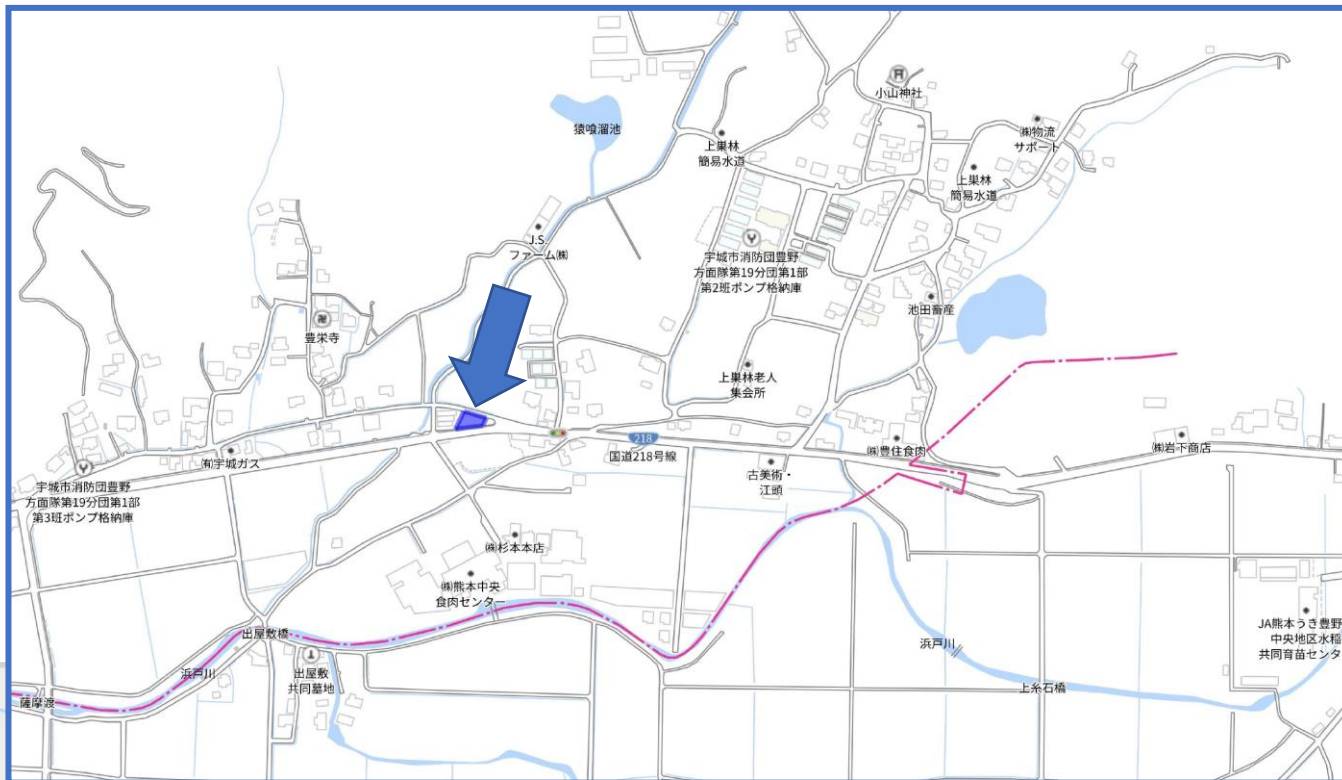 小山神社
㈱物流
サポート
猿喰溜池
上巣林
簡易水道
上巣林
簡易水道
J.S.
ファーム㈱
宇城市消防団豊野
方面隊第19分団第1部
第2班ポンプ格納庫
池田畜産
豊栄寺
上巣林老人
集会所
218
国道218号線
㈲宇城ガス
㈱豊住食肉
㈱岩下商店
古美術・
江頭
宇城市消防団豊野
方面隊第19分団第1部
第3班ポンプ格納庫
㈱杉本本店
㈱熊本中央
食肉センター
出屋敷橋
浜戸川
JA熊本うき豊野
中央地区水稲
共同育苗センタ
浜戸川
出屋敷
共同墓地
上糸石橋
薩摩渡